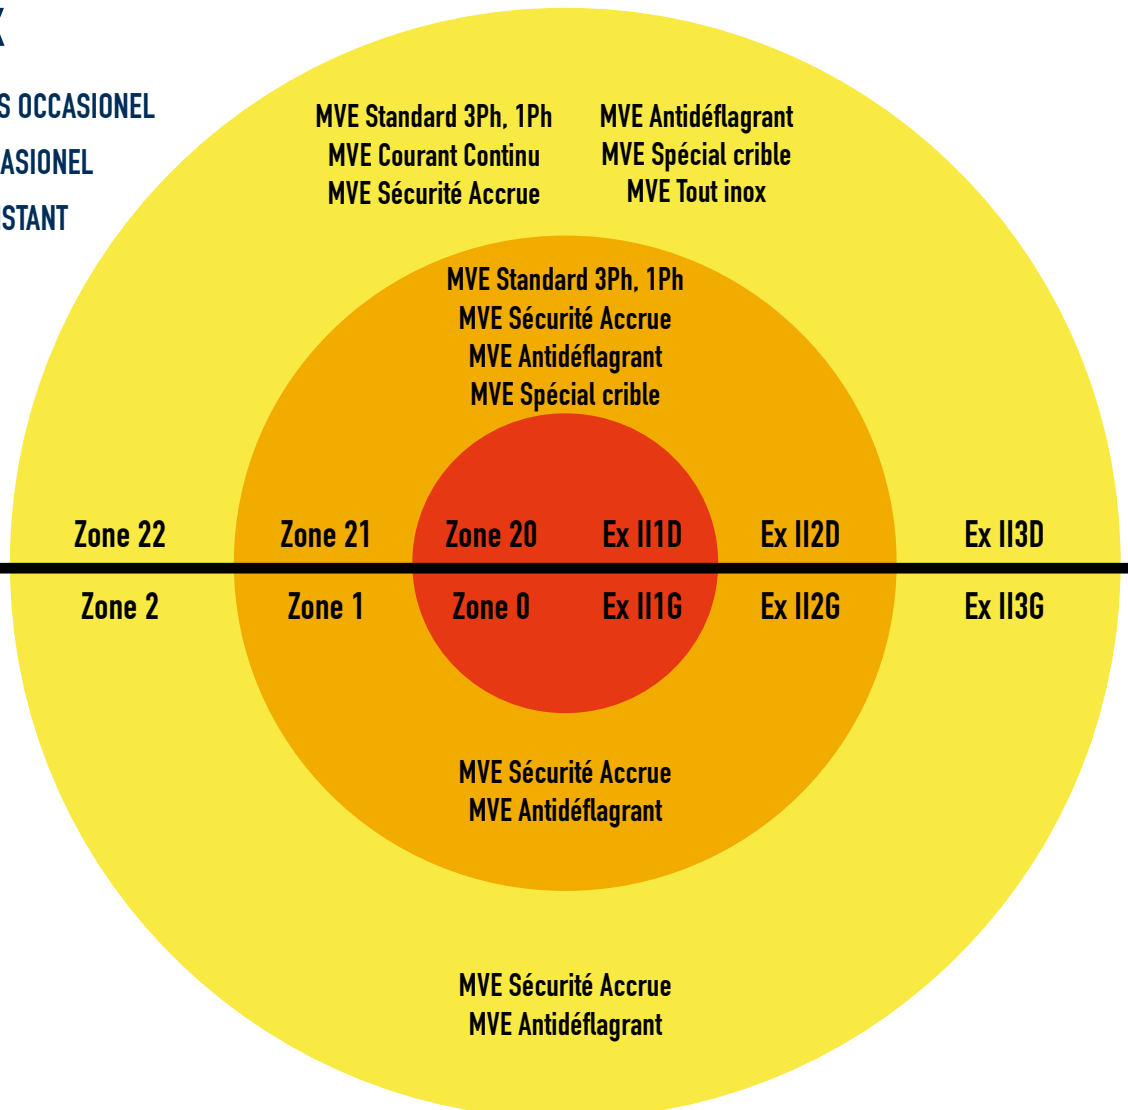 S OCCASIONEL
ASIONEL
STANT
MVE Standard 3Ph, 1Ph
MVE Courant Continu
MVE Sécurité Accrue
MVE Antidéflagrant
MVE Spécial crible
MVE Tout inox
MVE Standard 3Ph, 1Ph
MVE Sécurité Accrue
MVE Antidéflagrant
MVE Spécial crible
Zone 22 Zone 21 Zone 20 Ex II1D Ex II2D Ex II3D
Zone 2 Zone 1 Zone 0 Ex II1G Ex II2G Ex II3G
MVE Sécurité Accrue
MVE Antidéflagrant
MVE Sécurité Accrue
MVE Antidéflagrant